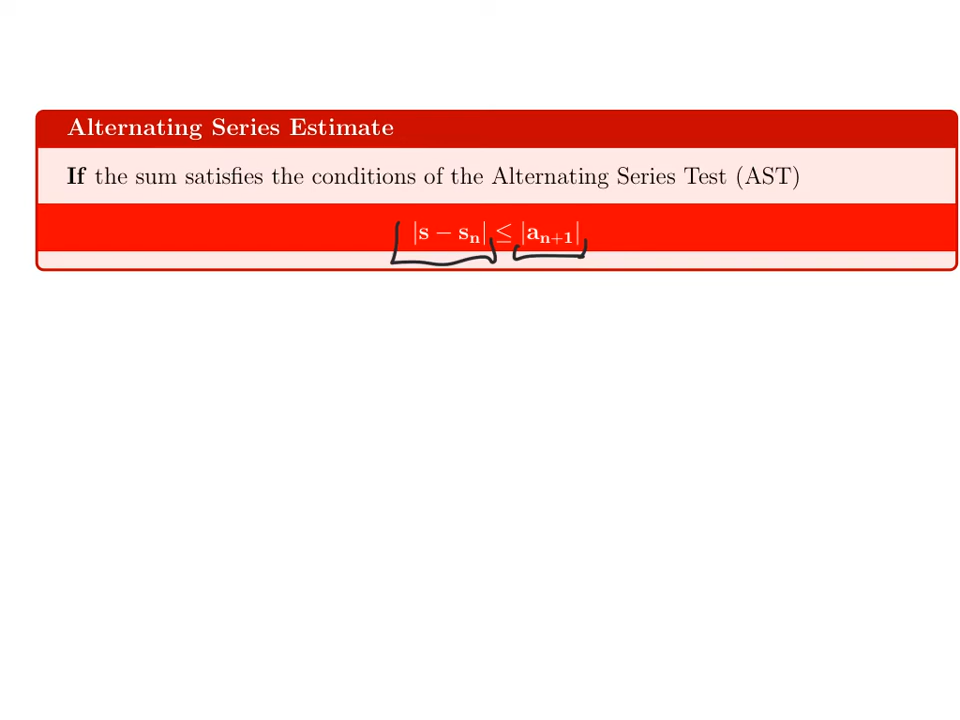 Alternating Series Estimate
If the sum satisfies the conditions of the Alternating Series Test (AST)
|s − sₙ| ≤ |aₙ₊₁|